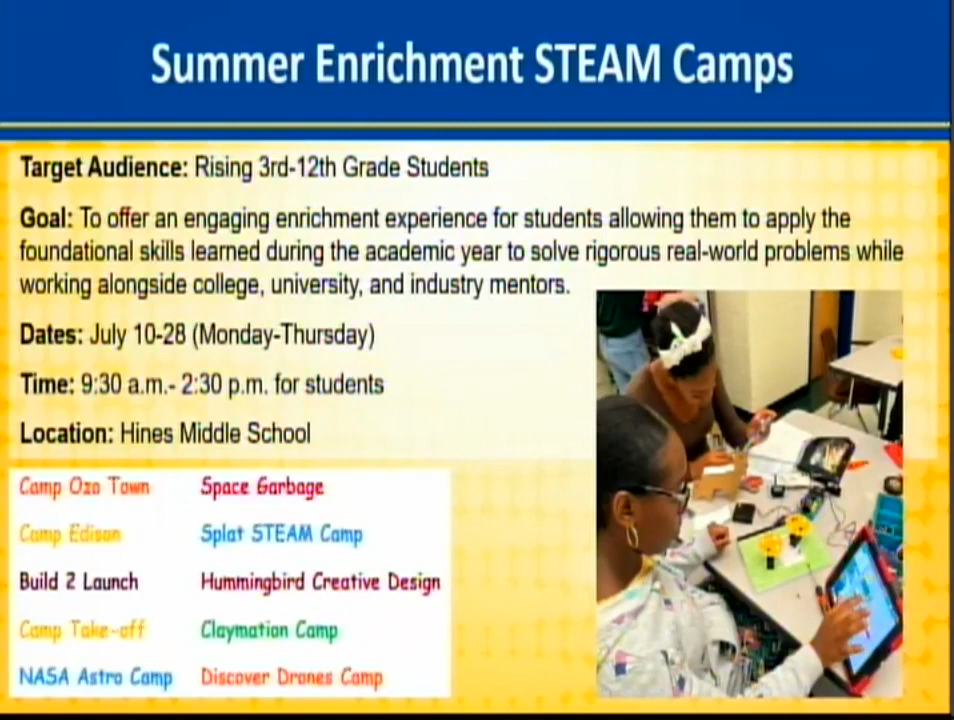 Summer Enrichment STEAM Camps
Target Audience: Rising 3rd-12th Grade Students
Goal: To offer an engaging enrichment experience for students allowing them to apply the
foundational skills learned during the academic year to solve rigorous real-world problems while
working alongside college, university, and industry mentors.
Dates: July 10-28 (Monday-Thursday)
Time: 9:30 a.m.- 2:30 p.m. for students
Location: Hines Middle School
Camp Ozo Town
Camp Edison
Build 2 Launch
Camp Take-off
NASA Astro Camp
Space Garbage
Splat STEAM Camp
Hummingbird Creative Design
Claymation Camp
Discover Drones Camp